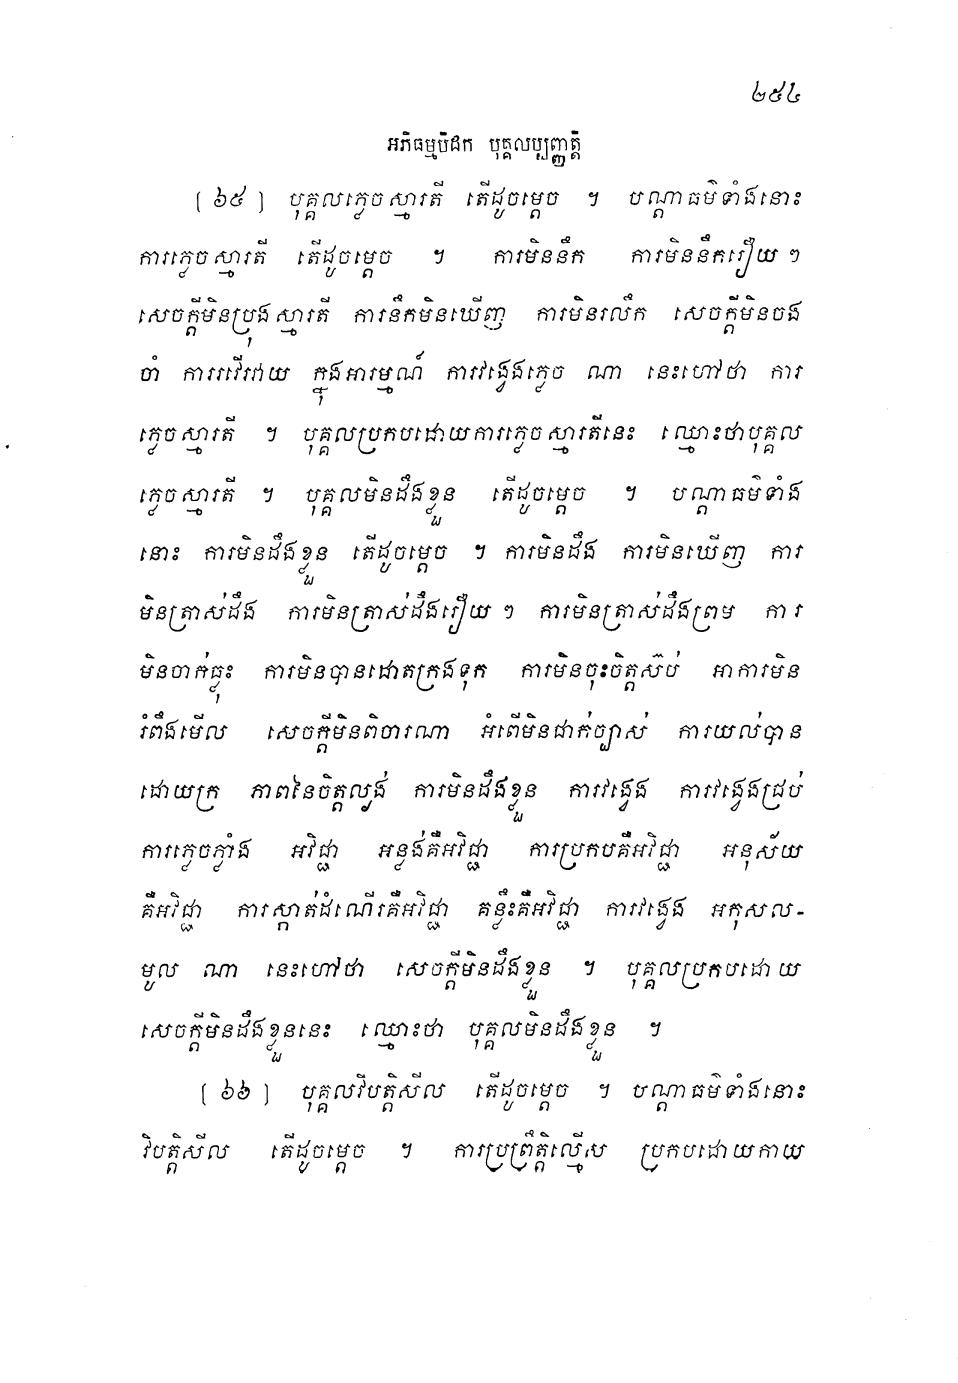 ២៥៤
អភិធម្មបិដក បុគ្គលប្បញ្ញត្តិ
[ ៦៥ ] បុគ្គលភ្លេចស្មារតី តើដូចម្តេច ។ បណ្តាធម៌ទាំងនោះ
ការភ្លេចស្មារតី តើដូចម្តេច ។ ការមិននឹក ការមិននឹករឿយ ៗ
សេចក្តីមិនប្រុងស្មារតី ការនឹកមិនឃើញ ការមិនរលឹក សេចក្តីមិនចង
ចាំ ការរវើរវាយ ក្នុងអារម្មណ៍ ការវង្វេងភ្លេច ណា នេះហៅថា ការ
ភ្លេចស្មារតី ។ បុគ្គលប្រកបដោយការភ្លេចស្មារតីនេះ ឈ្មោះថាបុគ្គល
ភ្លេចស្មារតី ។ បុគ្គលមិនដឹងខ្លួន តើដូចម្តេច ។ បណ្តាធម៌ទាំង
នោះ ការមិនដឹងខ្លួន តើដូចម្តេច ។ ការមិនដឹង ការមិនឃើញ ការ
មិនត្រាស់ដឹង ការមិនត្រាស់ដឹងរឿយ ៗ ការមិនត្រាស់ដឹងព្រម ការ
មិនចាក់ធ្លុះ ការមិនបានដោតក្រងទុក ការមិនចុះចិត្តស៊ប់ អាការមិន
រំពឹងមើល សេចក្តីមិនពិចារណា អំពើមិនជាក់ច្បាស់ ការយល់បាន
ដោយក្រ ភាពនៃចិត្តល្ងង់ ការមិនដឹងខ្លួន ការវង្វេង ការវង្វេងជ្រប់
ការភ្លេចភ្លាំង អវិជ្ជា អន្លង់គឺអវិជ្ជា ការប្រកបគឺអវិជ្ជា អនុស័យ
គឺអវិជ្ជា ការស្កាត់ដំណើរគឺអវិជ្ជា គន្លឹះគឺអវិជ្ជា ការវង្វេង អកុសល-
មូល ណា នេះហៅថា សេចក្តីមិនដឹងខ្លួន ។ បុគ្គលប្រកបដោយ
សេចក្តីមិនដឹងខ្លួននេះ ឈ្មោះថា បុគ្គលមិនដឹងខ្លួន ។
[ ៦៦ ] បុគ្គលវិបត្តិសីល តើដូចម្តេច ។ បណ្តាធម៌ទាំងនោះ
វិបត្តិសីល តើដូចម្តេច ។ ការប្រព្រឹត្តិល្មើស ប្រកបដោយកាយ